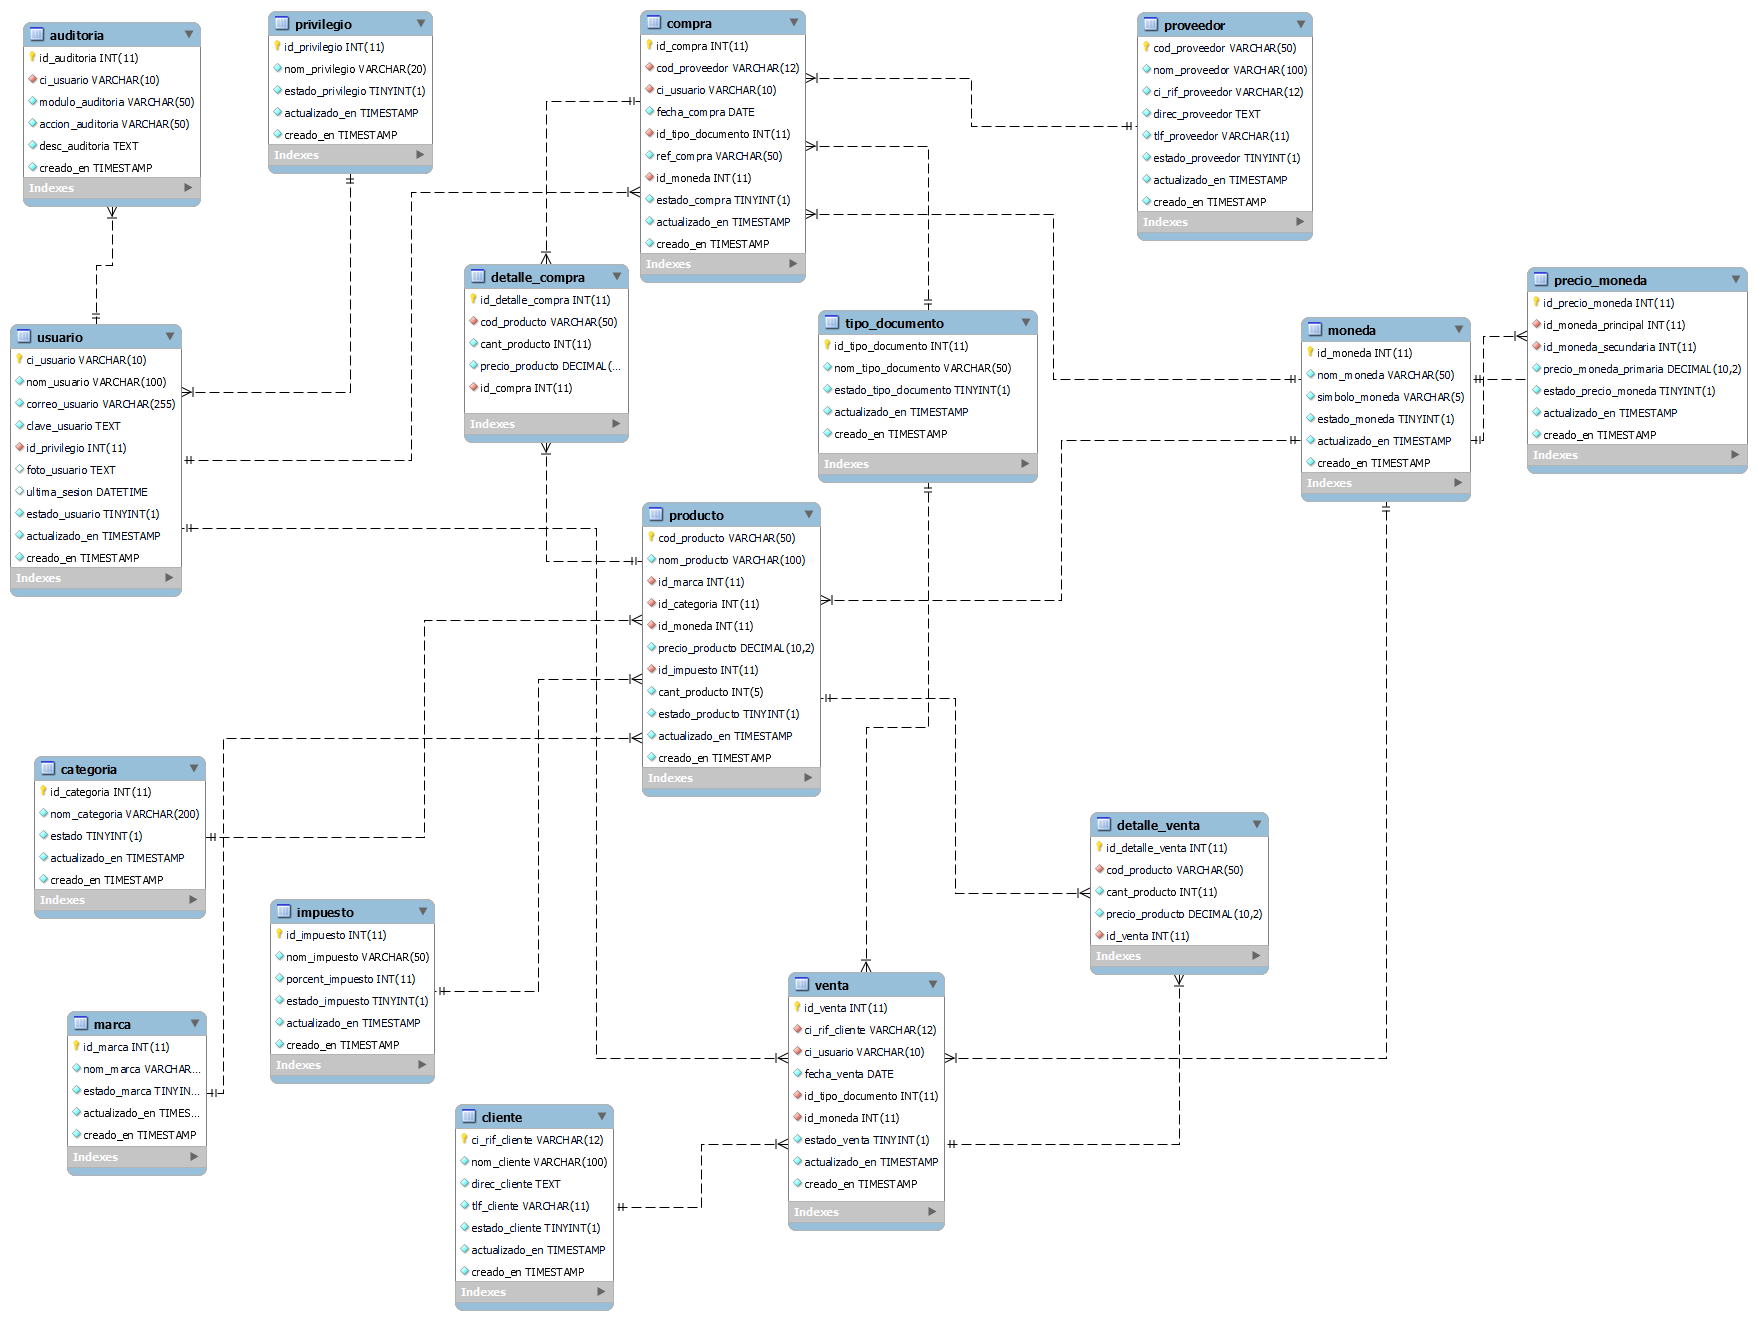 auditoria
id_auditoria INT(11)
ci_usuario VARCHAR(10)
modulo_auditoria VARCHAR(50)
accion_auditoria VARCHAR(50)
desc_auditoria TEXT
creado_en TIMESTAMP
Indexes
privilegio
id_privilegio INT(11)
nom_privilegio VARCHAR(20)
estado_privilegio TINYINT(1)
actualizado_en TIMESTAMP
creado_en TIMESTAMP
Indexes
compra
id_compra INT(11)
cod_proveedor VARCHAR(12)
ci_usuario VARCHAR(10)
fecha_compra DATE
id_tipo_documento INT(11)
ref_compra VARCHAR(50)
id_moneda INT(11)
estado_compra TINYINT(1)
actualizado_en TIMESTAMP
creado_en TIMESTAMP
Indexes
proveedor
cod_proveedor VARCHAR(50)
nom_proveedor VARCHAR(100)
ci_rif_proveedor VARCHAR(12)
direc_proveedor TEXT
tlf_proveedor VARCHAR(11)
estado_proveedor TINYINT(1)
actualizado_en TIMESTAMP
creado_en TIMESTAMP
Indexes
detalle_compra
id_detalle_compra INT(11)
cod_producto VARCHAR(50)
cant_producto INT(11)
precio_producto DECIMAL(...
id_compra INT(11)
Indexes
precio_moneda
id_precio_moneda INT(11)
id_moneda_principal INT(11)
id_moneda_secundaria INT(11)
precio_moneda_primaria DECIMAL(10,2)
estado_precio_moneda TINYINT(1)
actualizado_en TIMESTAMP
creado_en TIMESTAMP
Indexes
tipo_documento
id_tipo_documento INT(11)
nom_tipo_documento VARCHAR(50)
estado_tipo_documento TINYINT(1)
actualizado_en TIMESTAMP
creado_en TIMESTAMP
Indexes
moneda
id_moneda INT(11)
nom_moneda VARCHAR(50)
simbolo_moneda VARCHAR(5)
estado_moneda TINYINT(1)
actualizado_en TIMESTAMP
creado_en TIMESTAMP
Indexes
usuario
ci_usuario VARCHAR(10)
nom_usuario VARCHAR(100)
correo_usuario VARCHAR(255)
clave_usuario TEXT
id_privilegio INT(11)
foto_usuario TEXT
ultima_sesion DATETIME
estado_usuario TINYINT(1)
actualizado_en TIMESTAMP
creado_en TIMESTAMP
Indexes
producto
cod_producto VARCHAR(50)
nom_producto VARCHAR(100)
id_marca INT(11)
id_categoria INT(11)
id_moneda INT(11)
precio_producto DECIMAL(10,2)
id_impuesto INT(11)
cant_producto INT(5)
estado_producto TINYINT(1)
actualizado_en TIMESTAMP
creado_en TIMESTAMP
Indexes
categoria
id_categoria INT(11)
nom_categoria VARCHAR(200)
estado TINYINT(1)
actualizado_en TIMESTAMP
creado_en TIMESTAMP
Indexes
detalle_venta
id_detalle_venta INT(11)
cod_producto VARCHAR(50)
cant_producto INT(11)
precio_producto DECIMAL(10,2)
id_venta INT(11)
Indexes
impuesto
id_impuesto INT(11)
nom_impuesto VARCHAR(50)
porcent_impuesto INT(11)
estado_impuesto TINYINT(1)
actualizado_en TIMESTAMP
creado_en TIMESTAMP
Indexes
venta
id_venta INT(11)
ci_rif_cliente VARCHAR(12)
ci_usuario VARCHAR(10)
fecha_venta DATE
id_tipo_documento INT(11)
id_moneda INT(11)
estado_venta TINYINT(1)
actualizado_en TIMESTAMP
creado_en TIMESTAMP
Indexes
marca
id_marca INT(11)
nom_marca VARCHAR...
estado_marca TINYIN...
actualizado_en TIMES...
creado_en TIMESTAMP
Indexes
cliente
ci_rif_cliente VARCHAR(12)
nom_cliente VARCHAR(100)
direc_cliente TEXT
tlf_cliente VARCHAR(11)
estado_cliente TINYINT(1)
actualizado_en TIMESTAMP
creado_en TIMESTAMP
Indexes